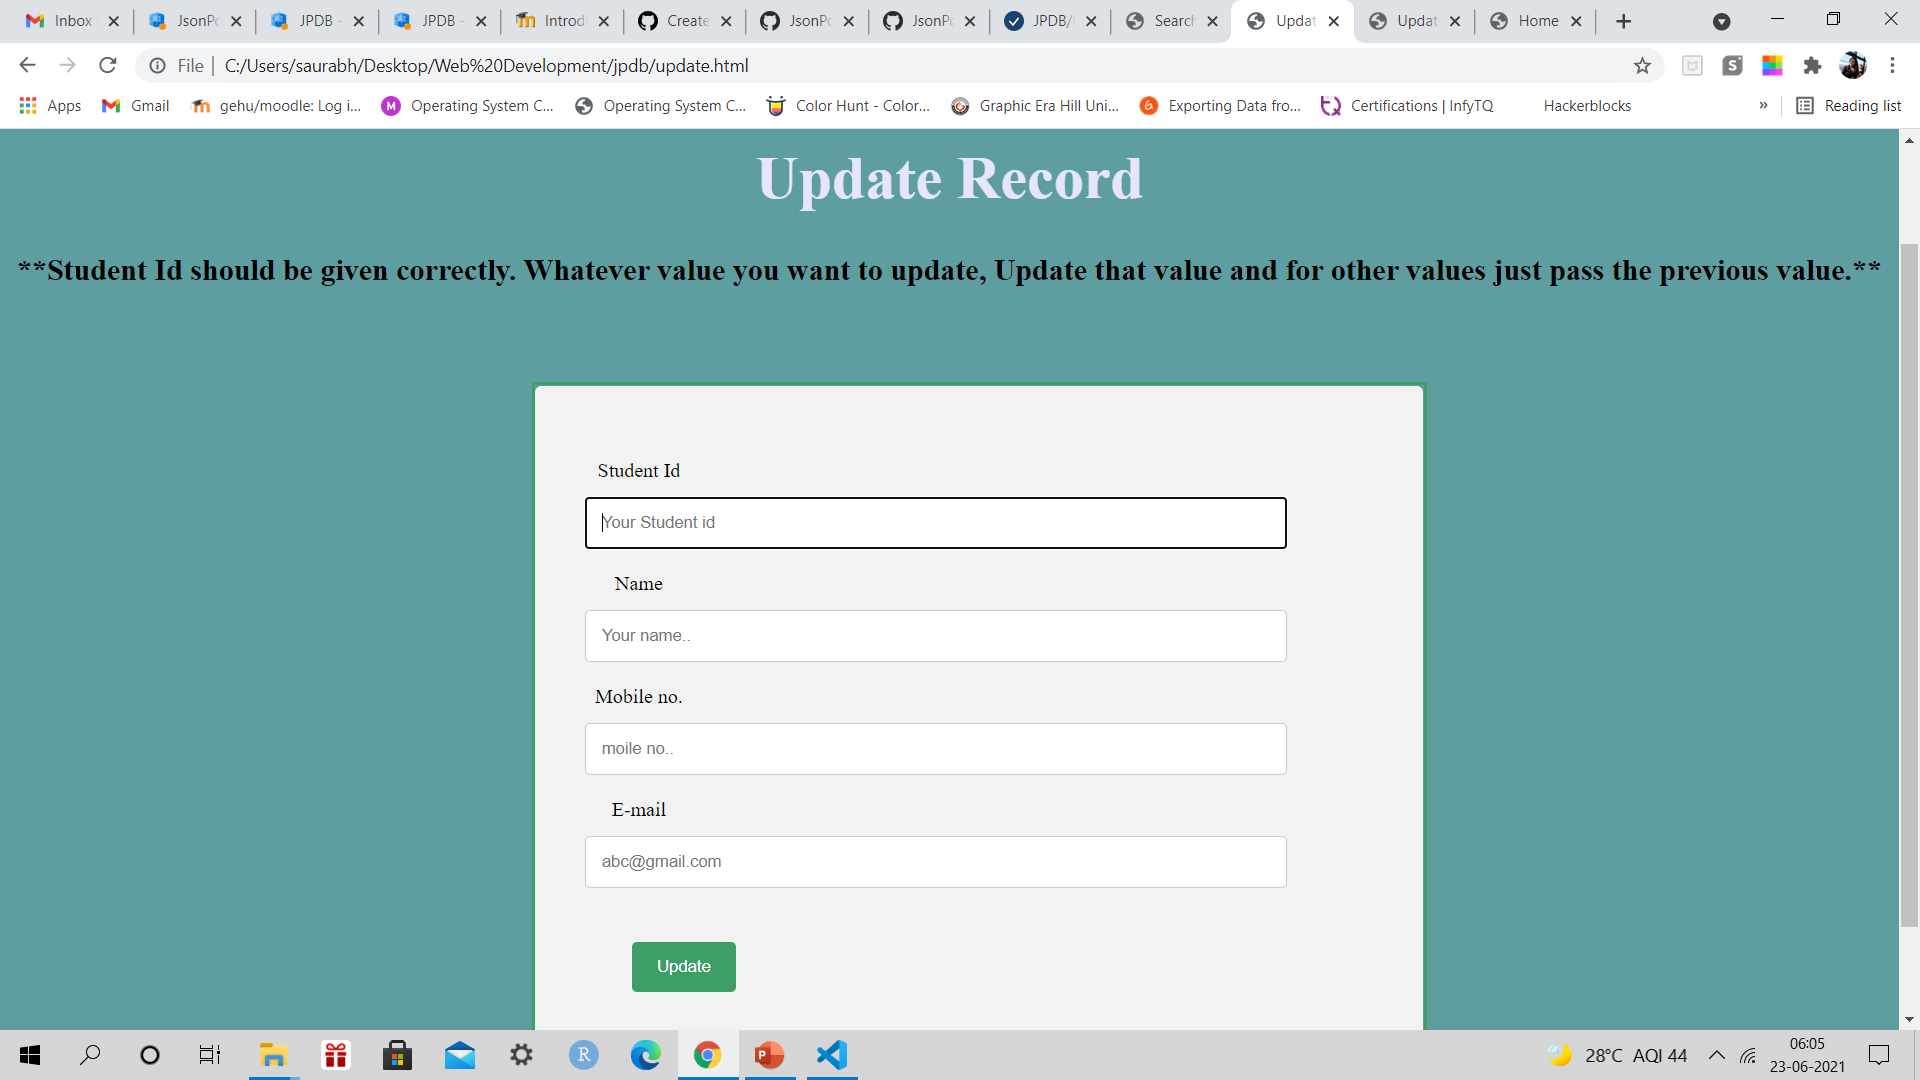 Inbox
JsonPo
JPDB -
JPDB -
Introd
Create
JsonPo
JsonPo
JPDB/
Search
Updat
Updat
Home
File | C:/Users/saurabh/Desktop/Web%20Development/jpdb/update.html
Apps
Gmail
gehu/moodle: Log i...
Operating System C...
Operating System C...
Color Hunt - Color...
Graphic Era Hill Uni...
Exporting Data fro...
Certifications | InfyTQ
Hackerblocks
»
Reading list
Update Record
**Student Id should be given correctly. Whatever value you want to update, Update that value and for other values just pass the previous value.**
Student Id
Your Student id
Name
Your name..
Mobile no.
moile no..
E-mail
abc@gmail.com
Update
28°C AQI 44
06:05
23-06-2021